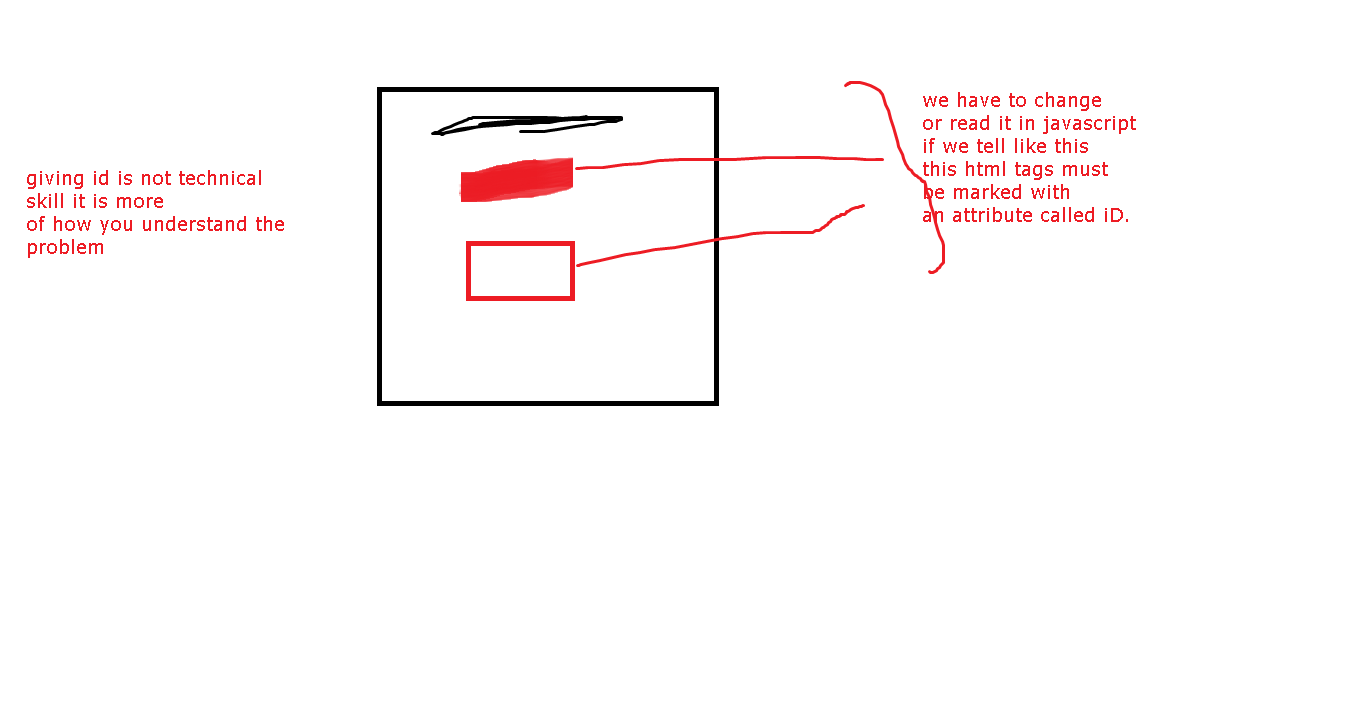 giving id is not technical
skill it is more
of how you understand the
problem
we have to change
or read it in javascript
if we tell like this
this html tags must
be marked with
an attribute called iD.